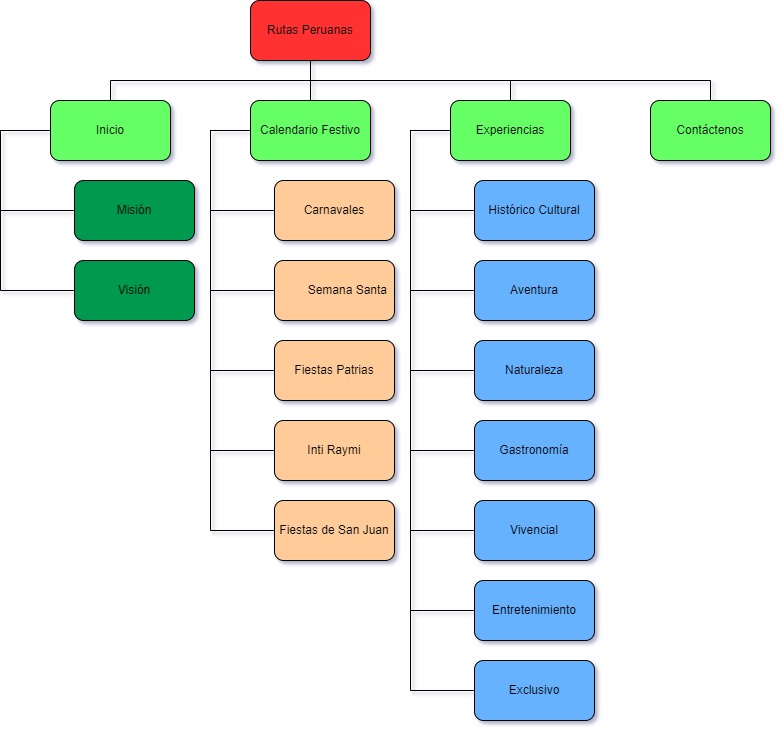 Rutas Peruanas
Inicio
Calendario Festivo
Experiencias
Contáctenos
Misión
Visión
Carnavales
Semana Santa
Fiestas Patrias
Inti Raymi
Fiestas de San Juan
Histórico Cultural
Aventura
Naturaleza
Gastronomía
Vivencial
Entretenimiento
Exclusivo